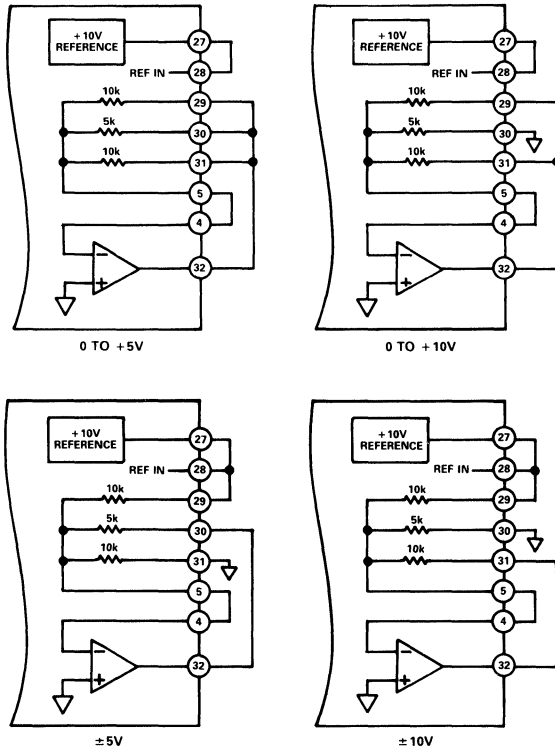 +10V
REFERENCE
27
REF IN
28
10k
29
5k
30
10k
31
5
4
−
+
32
0 TO +5V
+10V
REFERENCE
27
REF IN
28
10k
29
5k
30
10k
31
5
4
−
+
32
0 TO +10V
+10V
REFERENCE
27
REF IN
28
10k
29
5k
30
10k
31
5
4
−
+
32
±5V
+10V
REFERENCE
27
REF IN
28
10k
29
5k
30
10k
31
5
4
−
+
32
±10V